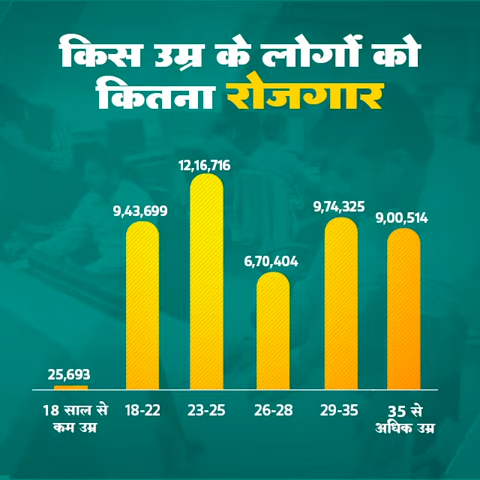 किस उम्र के लोगों को
कितना रोजगार
12,16,716
9,43,699
9,74,325
9,00,514
6,70,404
25,693
18 साल से
कम उम्र
18-22
23-25
26-28
29-35
35 से
अधिक उम्र